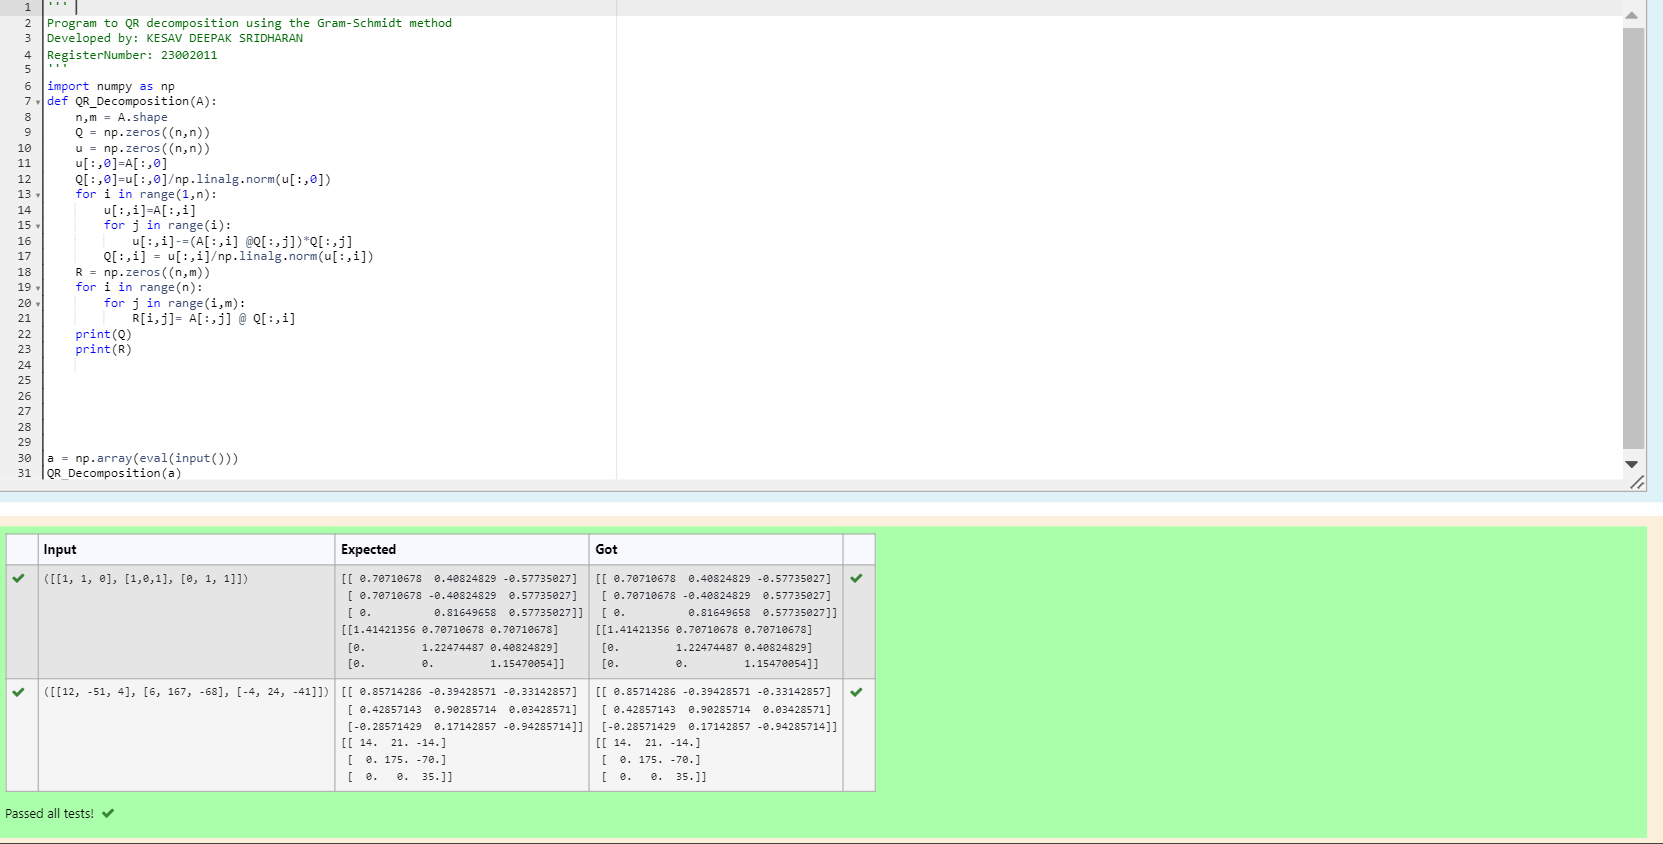 1 '''
2 Program to QR decomposition using the Gram-Schmidt method
3 Developed by: KESAV DEEPAK SRIDHARAN
4 RegisterNumber: 23002011
5 '''
6 import numpy as np
7 def QR_Decomposition(A):
8     n,m = A.shape
9     Q = np.zeros((n,n))
10     u = np.zeros((n,n))
11     u[:,0]=A[:,0]
12     Q[:,0]=u[:,0]/np.linalg.norm(u[:,0])
13     for i in range(1,n):
14         u[:,i]=A[:,i]
15         for j in range(i):
16             u[:,i]-=(A[:,i] @Q[:,j])*Q[:,j]
17         Q[:,i] = u[:,i]/np.linalg.norm(u[:,i])
18     R = np.zeros((n,m))
19     for i in range(n):
20         for j in range(i,m):
21             R[i,j]= A[:,j] @ Q[:,i]
22     print(Q)
23     print(R)
24
25
26
27
28
29
30 a = np.array(eval(input()))
31 QR_Decomposition(a)
Input Expected Got
([[1, 1, 0], [1,0,1], [0, 1, 1]]) [[ 0.70710678  0.40824829 -0.57735027] [[ 0.70710678  0.40824829 -0.57735027]
[ 0.70710678 -0.40824829  0.57735027] [ 0.70710678 -0.40824829  0.57735027]
[ 0.          0.81649658  0.57735027]] [ 0.          0.81649658  0.57735027]]
[[1.41421356 0.70710678 0.70710678] [[1.41421356 0.70710678 0.70710678]
[0.         1.22474487 0.40824829] [0.         1.22474487 0.40824829]
[0.         0.         1.15470054]] [0.         0.         1.15470054]]
([[12, -51, 4], [6, 167, -68], [-4, 24, -41]]) [[ 0.85714286 -0.39428571 -0.33142857] [[ 0.85714286 -0.39428571 -0.33142857]
[ 0.42857143  0.90285714  0.03428571] [ 0.42857143  0.90285714  0.03428571]
[-0.28571429  0.17142857 -0.94285714]] [-0.28571429  0.17142857 -0.94285714]]
[[ 14.  21. -14.] [[ 14.  21. -14.]
[  0. 175. -70.] [  0. 175. -70.]
[  0.   0.  35.]] [  0.   0.  35.]]
Passed all tests!